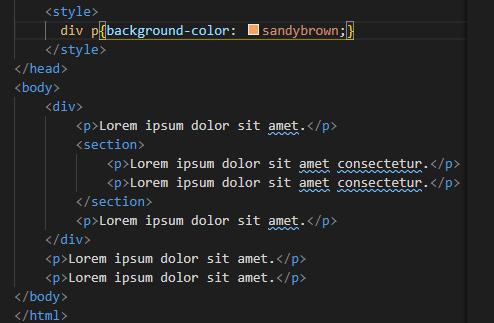 <style>
div p{background-color: sandybrown;}
</style>
</head>
<body>
<div>
<p>Lorem ipsum dolor sit amet.</p>
<section>
<p>Lorem ipsum dolor sit amet consectetur.</p>
<p>Lorem ipsum dolor sit amet consectetur.</p>
</section>
<p>Lorem ipsum dolor sit amet.</p>
</div>
<p>Lorem ipsum dolor sit amet.</p>
<p>Lorem ipsum dolor sit amet.</p>
</body>
</html>